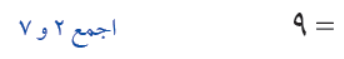 اجمع ٢ و ٧ = ٩